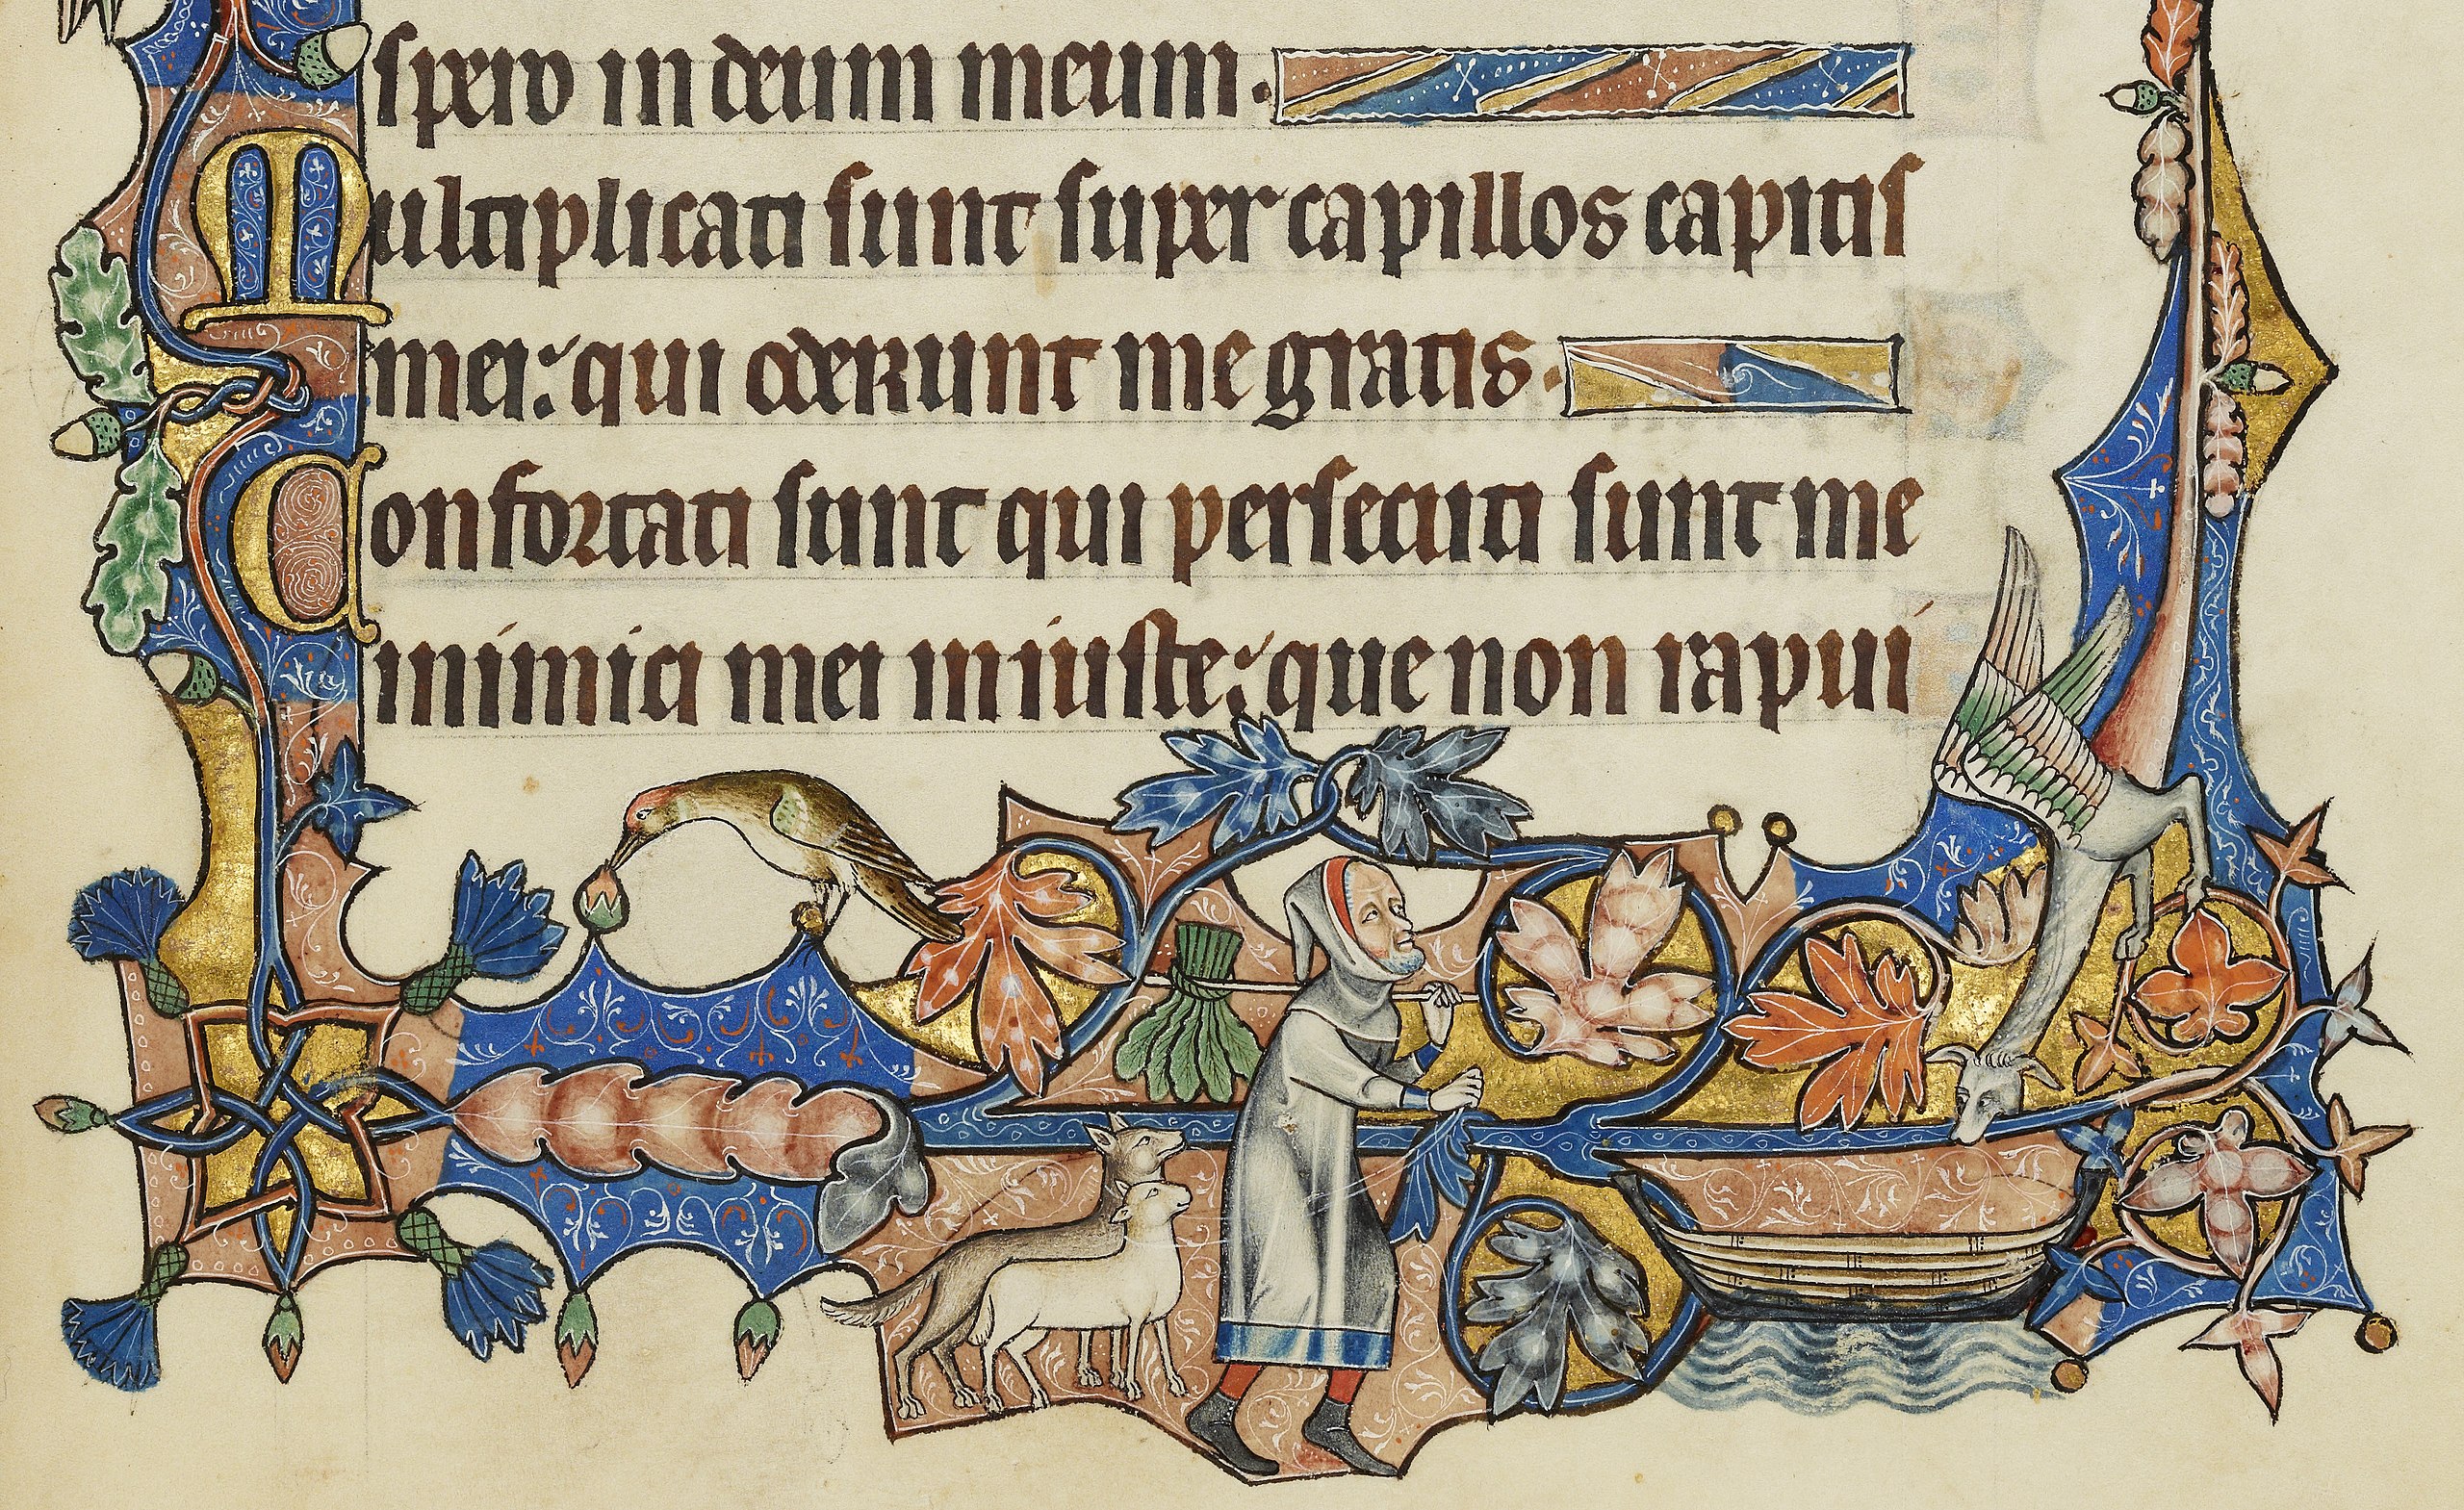 spero in deum meum.
Multiplicati sunt super capillos capitis
mei: qui oderunt me gratis.
Confortati sunt qui persecuti sunt me
inimici mei iniuste: que non rapui